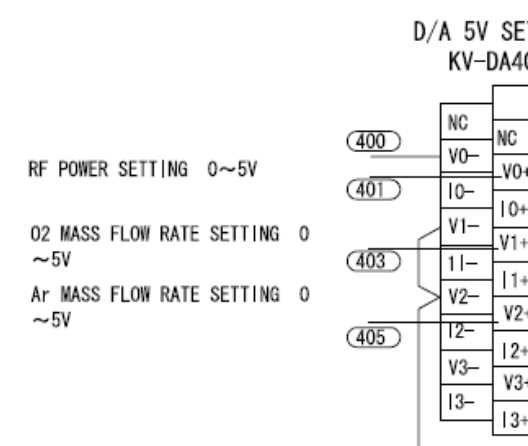 D/A 5V SE
KV-DA40
NC
NC
400
V0-
V0+
RF POWER SETTING 0~5V
401
I0-
I0+
V1-
V1+
O2 MASS FLOW RATE SETTING 0
~5V
403
1I-
I1+
Ar MASS FLOW RATE SETTING 0
~5V
V2-
V2+
405
I2-
I2+
V3-
V3+
I3-
I3+